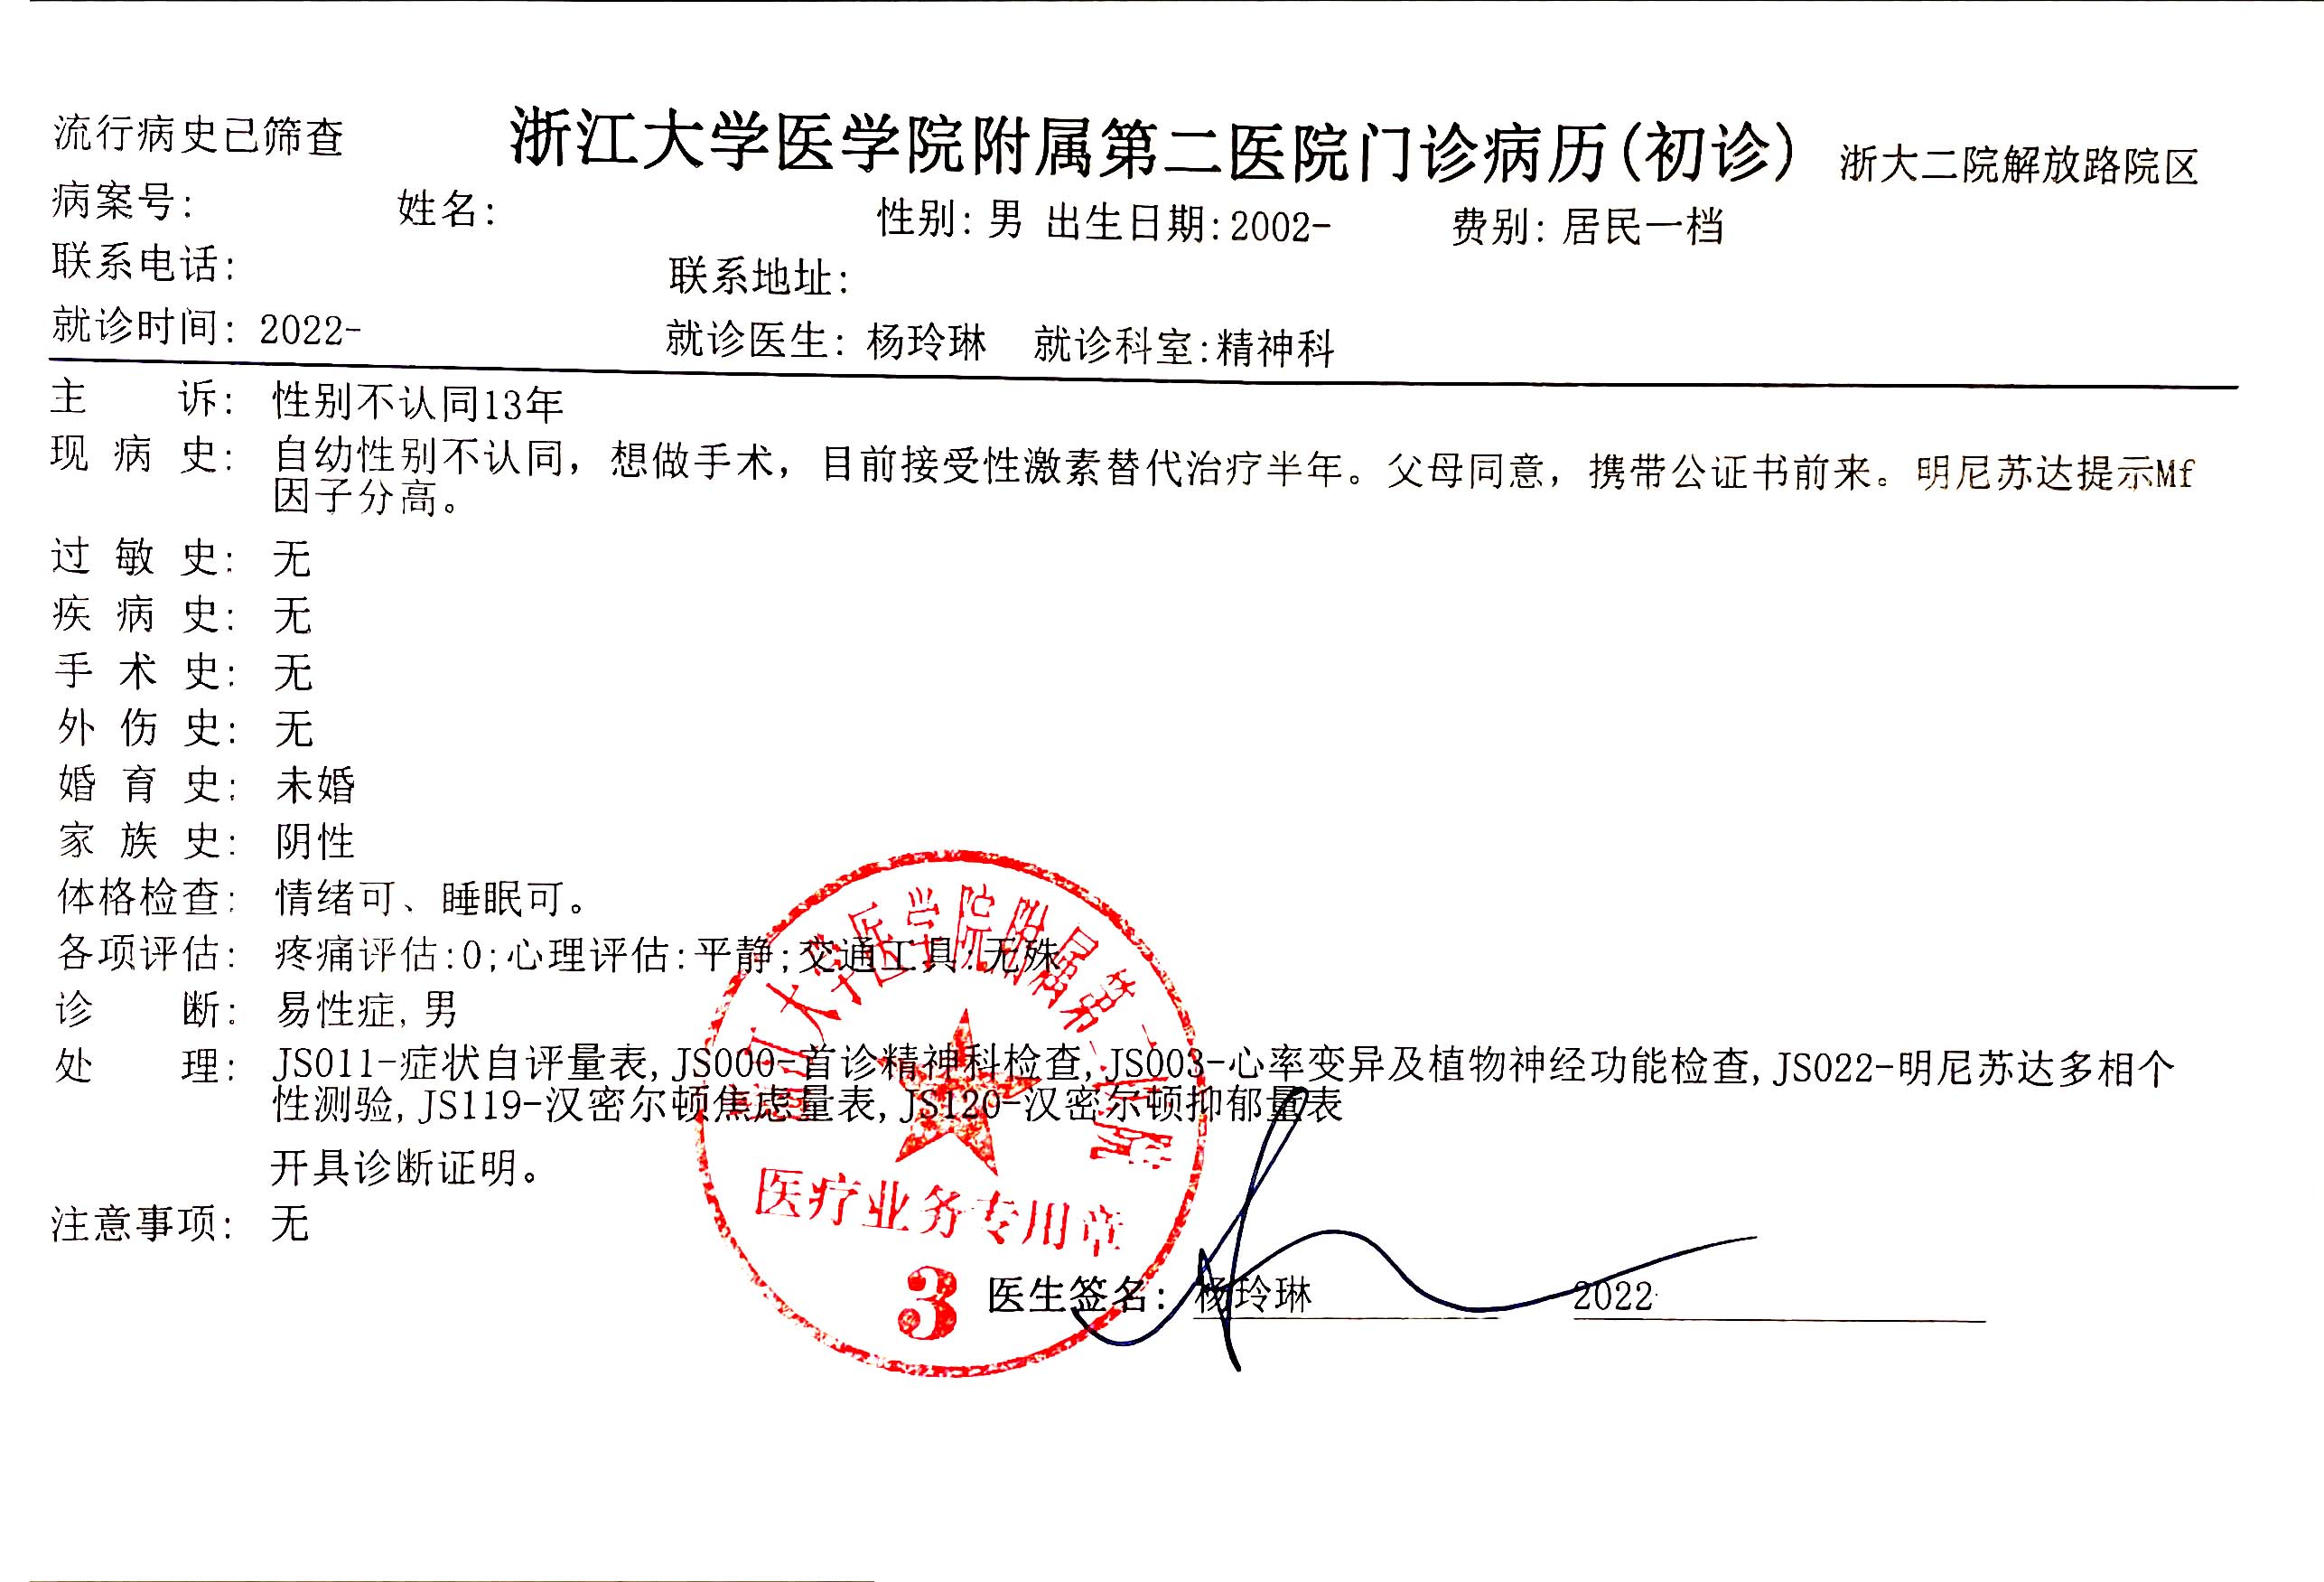 流行病史已筛查
浙江大学医学院附属第二医院门诊病历(初诊) 浙大二院解放路院区
病案号: 姓名: 性别: 男 出生日期:2002- 费别: 居民一档
联系电话: 联系地址:
就诊时间: 2022- 就诊医生: 杨玲琳 就诊科室:精神科
主 诉: 性别不认同13年
现 病 史: 自幼性别不认同, 想做手术, 目前接受性激素替代治疗半年。父母同意, 携带公证书前来。明尼苏达提示Mf
因子分高。
过 敏 史: 无
疾 病 史: 无
手 术 史: 无
外 伤 史: 无
婚 育 史: 未婚
家 族 史: 阴性
体格检查: 情绪可、睡眠可。
各项评估: 疼痛评估:0;心理评估:平静;交通工具:无殊
诊 断: 易性症, 男
处 理: JS011-症状自评量表, JS000-首诊精神科检查, JS003-心率变异及植物神经功能检查, JS022-明尼苏达多相个
性测验, JS119-汉密尔顿焦虑量表, JS120-汉密尔顿抑郁量表
开具诊断证明。
注意事项: 无
浙江大学医学院附属第二医院
医疗业务专用章
3
医生签名: 杨玲琳 2022